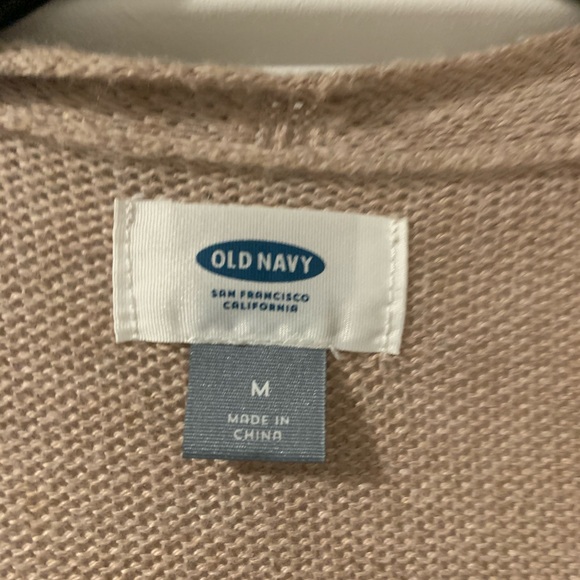 OLD NAVY
SAN FRANCISCO
CALIFORNIA
M
MADE IN
CHINA